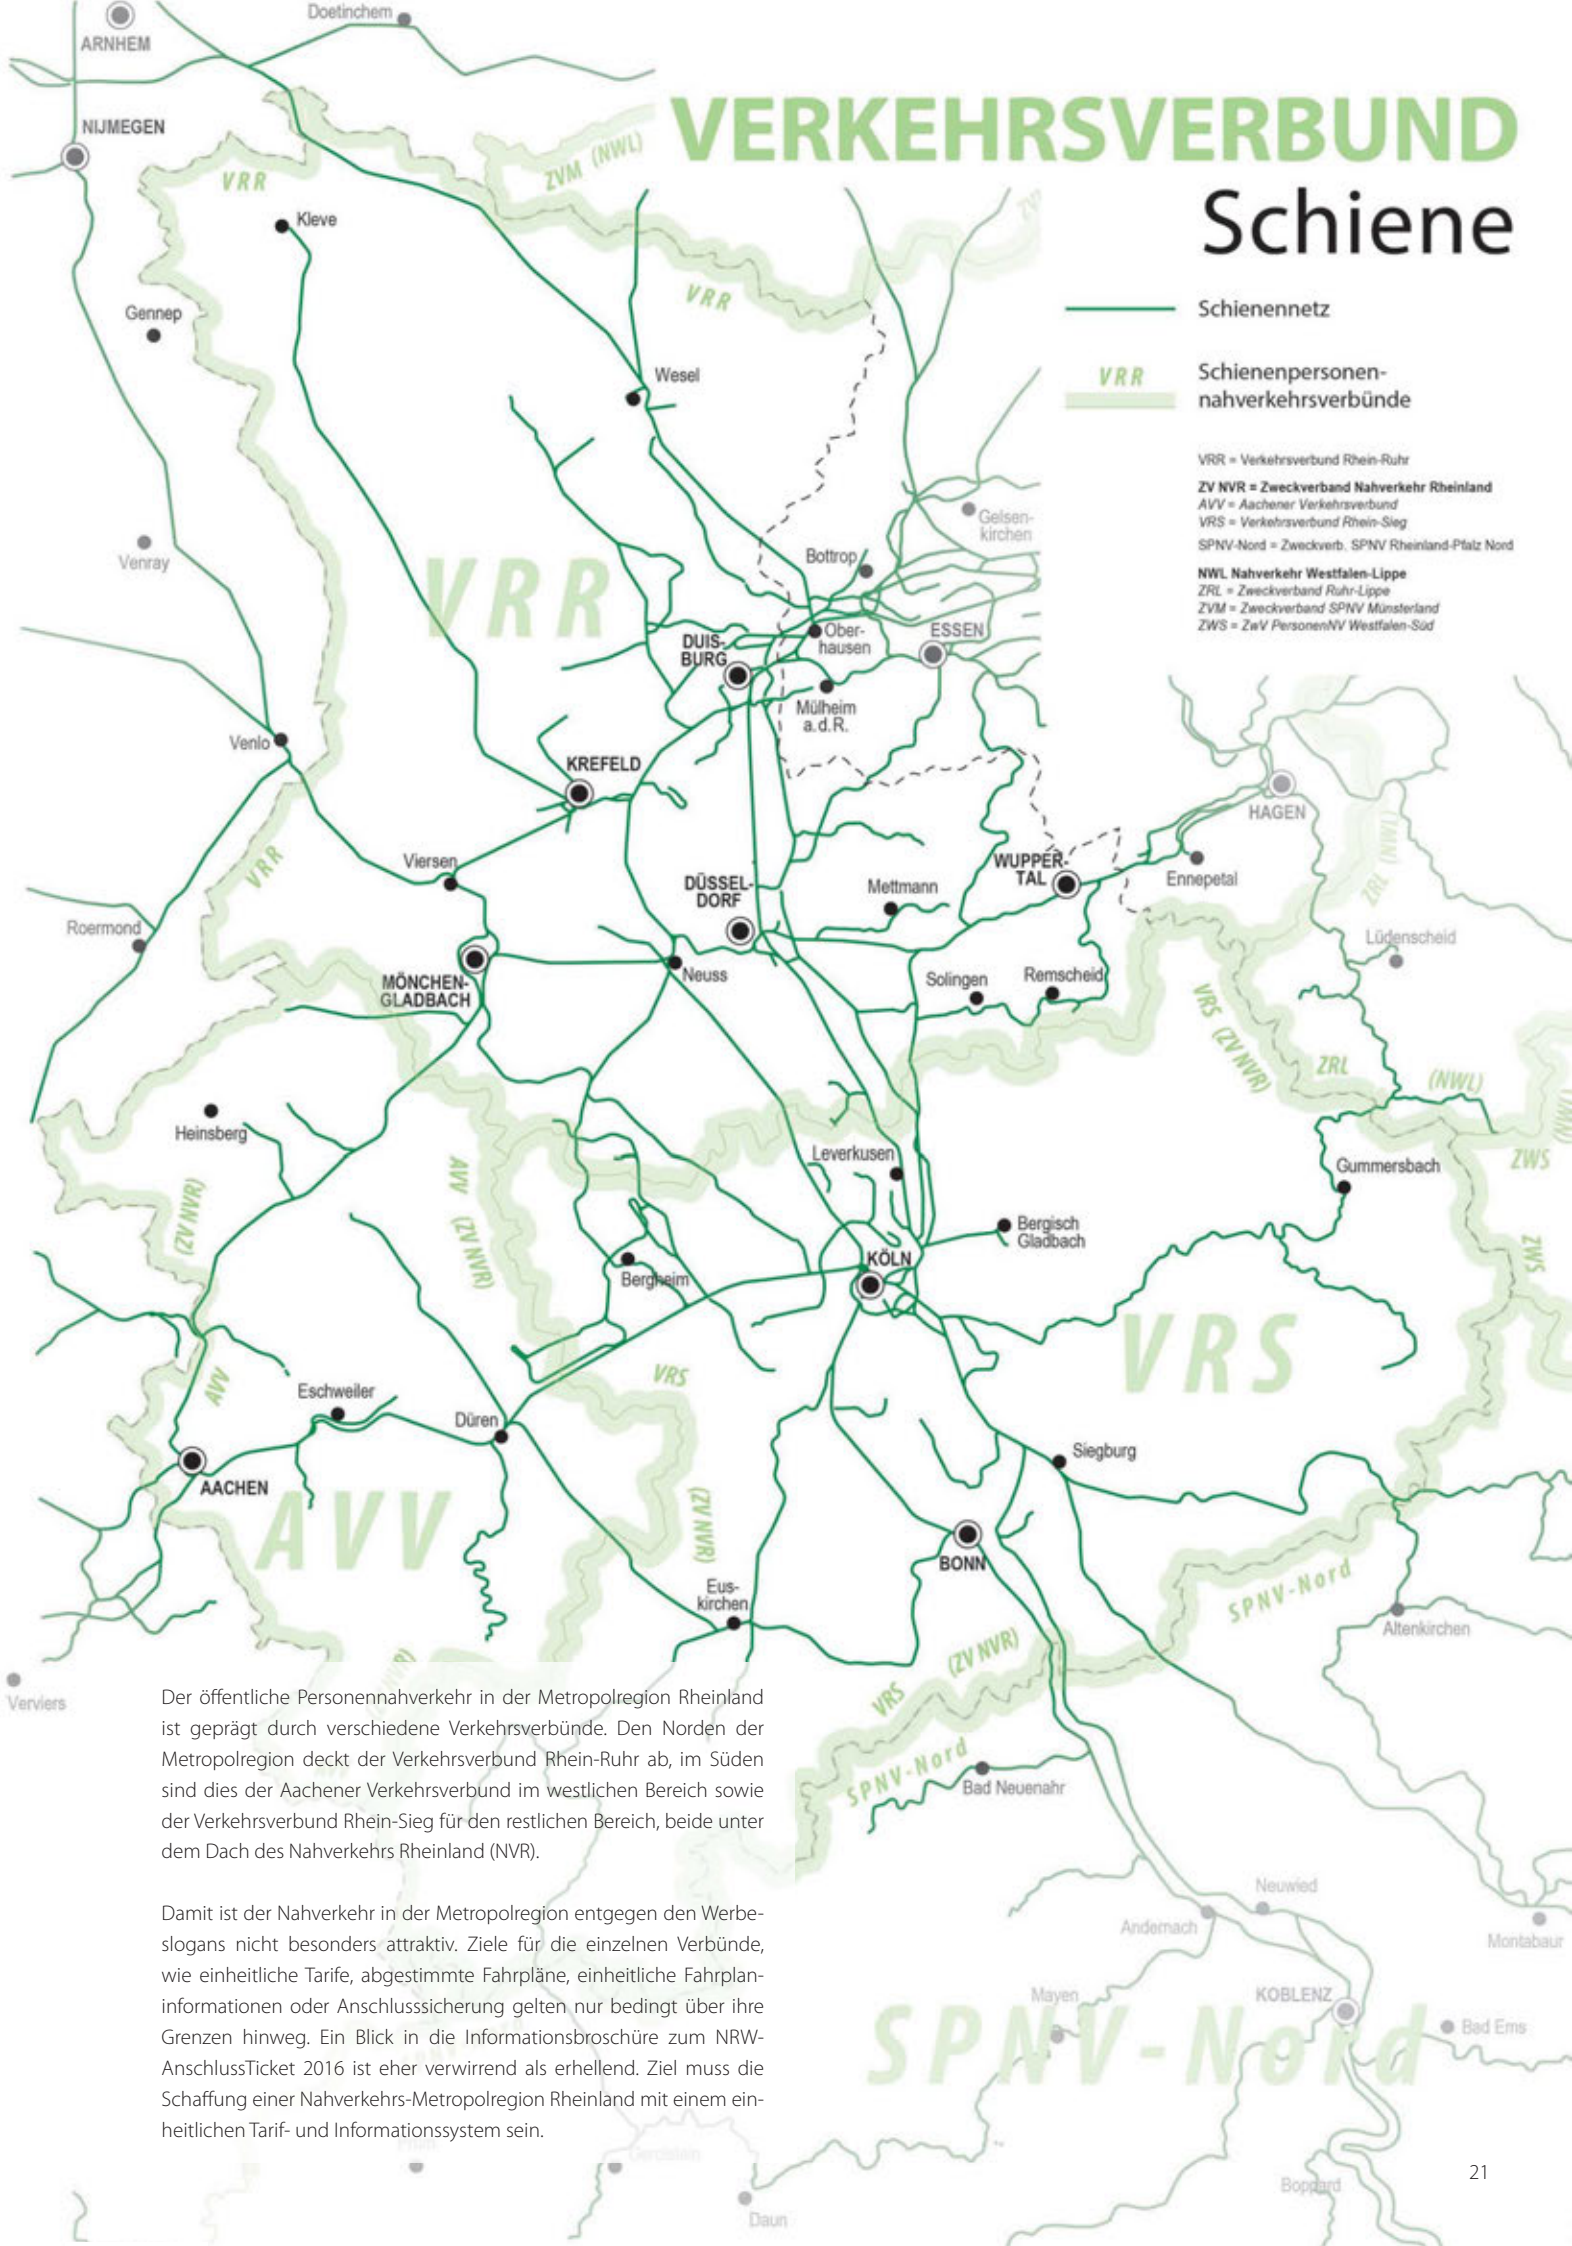 Doetinchem
ARNHEM
NIJMEGEN
VERKEHRSVERBUND
Schiene
ZVM (NWL)
VRR
Kleve
VRR
Gennep
Schienennetz
VRR
Schienenpersonen-
nahverkehrsverbünde
Wesel
VRR = Verkehrsverbund Rhein-Ruhr
ZV NVR = Zweckverband Nahverkehr Rheinland
AVV = Aachener Verkehrsverbund
VRS = Verkehrsverbund Rhein-Sieg
SPNV-Nord = Zweckverb. SPNV Rheinland-Pfalz Nord
NWL Nahverkehr Westfalen-Lippe
ZRL = Zweckverband Ruhr-Lippe
ZVM = Zweckverband SPNV Münsterland
ZWS = ZwV PersonenNV Westfalen-Süd
Gelsen-
kirchen
Venray
Bottrop
VRR
DUIS-
BURG
Ober-
hausen
ESSEN
Mülheim
a.d.R.
Venlo
KREFELD
HAGEN
VRR
Viersen
DÜSSEL-
DORF
Mettmann
WUPPER-
TAL
Ennepetal
ZRL (NWL)
Roermond
Lüdenscheid
MÖNCHEN-
GLADBACH
Neuss
Solingen
Remscheid
VRS (ZV NVR)
ZRL
(NWL)
Heinsberg
Leverkusen
AVV (ZV NVR)
(ZV NVR)
Gummersbach
ZWS
Bergisch
Gladbach
KÖLN
Bergheim
ZWS
VRS
VRS
AVV
Eschweiler
Düren
Siegburg
AACHEN
AVV
(ZV NVR)
BONN
Eus-
kirchen
SPNV-Nord
Altenkirchen
(ZV NVR)
VRS
SPNV-Nord
Verviers
Bad Neuenahr
Der öffentliche Personennahverkehr in der Metropolregion Rheinland
ist geprägt durch verschiedene Verkehrsverbünde. Den Norden der
Metropolregion deckt der Verkehrsverbund Rhein-Ruhr ab, im Süden
sind dies der Aachener Verkehrsverbund im westlichen Bereich sowie
der Verkehrsverbund Rhein-Sieg für den restlichen Bereich, beide unter
dem Dach des Nahverkehrs Rheinland (NVR).
Damit ist der Nahverkehr in der Metropolregion entgegen den Werbe-
slogans nicht besonders attraktiv. Ziele für die einzelnen Verbünde,
wie einheitliche Tarife, abgestimmte Fahrpläne, einheitliche Fahrplan-
informationen oder Anschlusssicherung gelten nur bedingt über ihre
Grenzen hinweg. Ein Blick in die Informationsbroschüre zum NRW-
AnschlussTicket 2016 ist eher verwirrend als erhellend. Ziel muss die
Schaffung einer Nahverkehrs-Metropolregion Rheinland mit einem ein-
heitlichen Tarif- und Informationssystem sein.
Neuwied
Andernach
Montabaur
Mayen
KOBLENZ
Bad Ems
SPNV-Nord
Gerolstein
Boppard
Daun
21